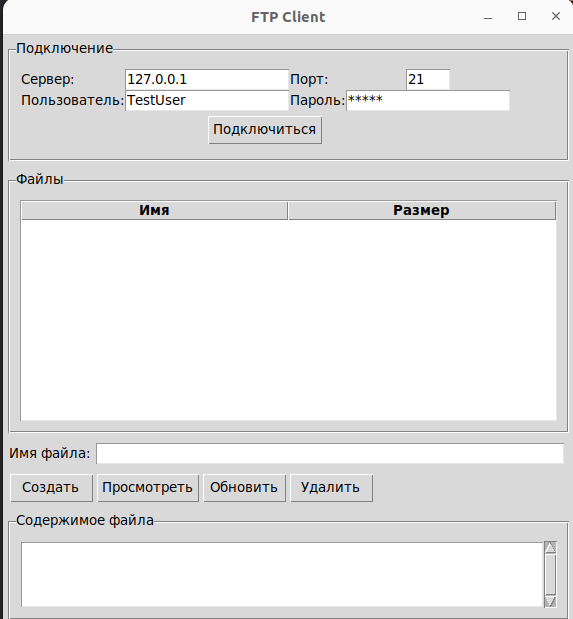 FTP Client
Подключение
Сервер: 127.0.0.1 Порт: 21
Пользователь: TestUser Пароль: *****
Подключиться
Файлы
Имя Размер
Имя файла:
Создать Просмотреть Обновить Удалить
Содержимое файла